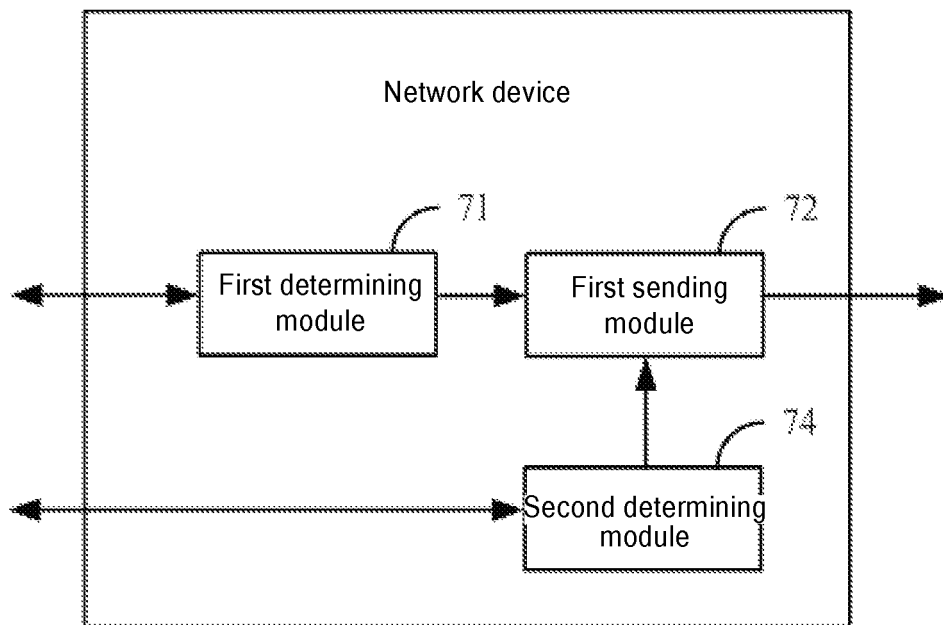 Network device
71
72
First determining
module
First sending
module
74
Second determining
module